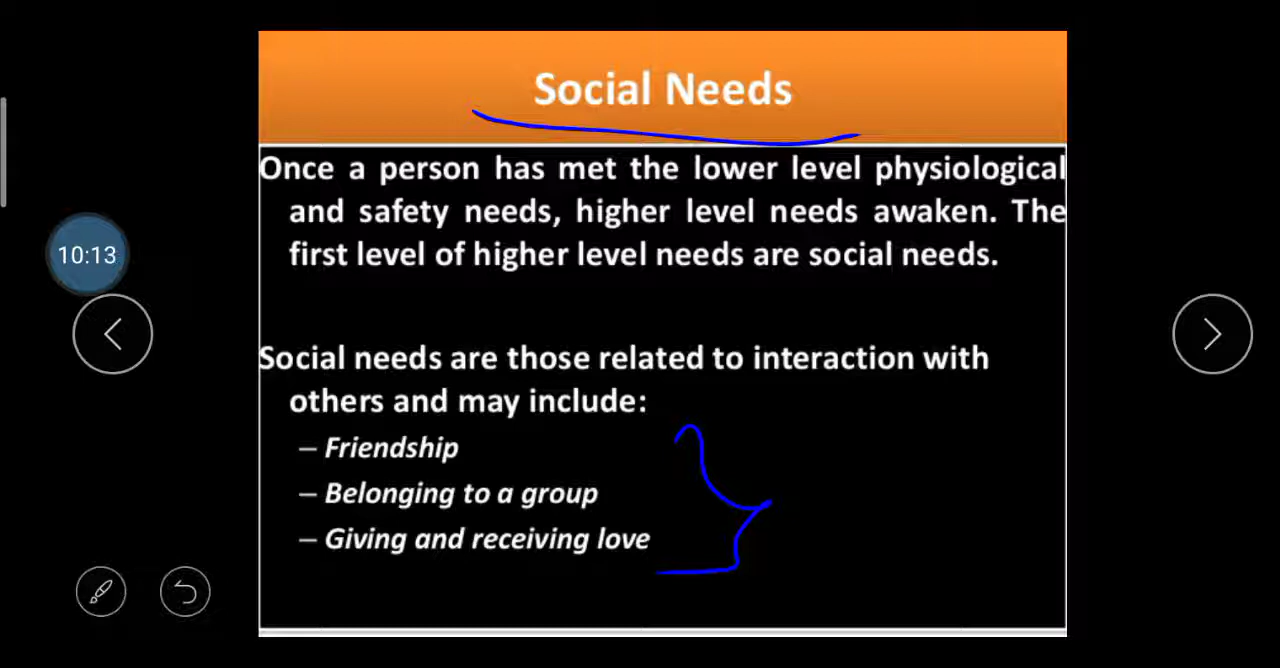 Social Needs
Once a person has met the lower level physiological
and safety needs, higher level needs awaken. The
first level of higher level needs are social needs.
10:13
Social needs are those related to interaction with
others and may include:
– Friendship
– Belonging to a group
– Giving and receiving love